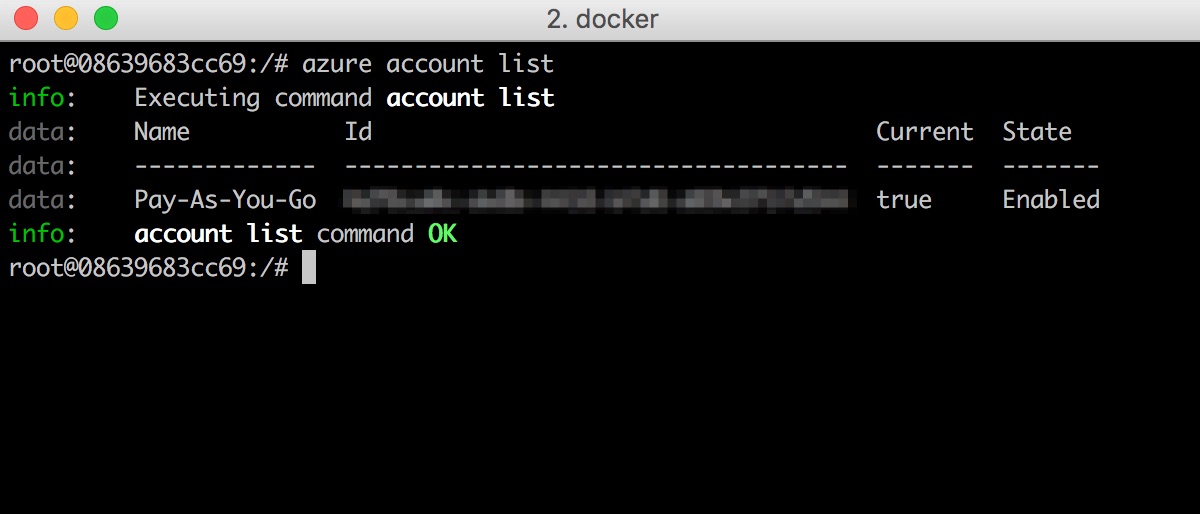 2. docker
root@08639683cc69:/# azure account list
info:    Executing command account list
data:    Name           Id                                    Current  State
data:    -------------  ------------------------------------  -------  -------
data:    Pay-As-You-Go  true     Enabled
info:    account list command OK
root@08639683cc69:/#